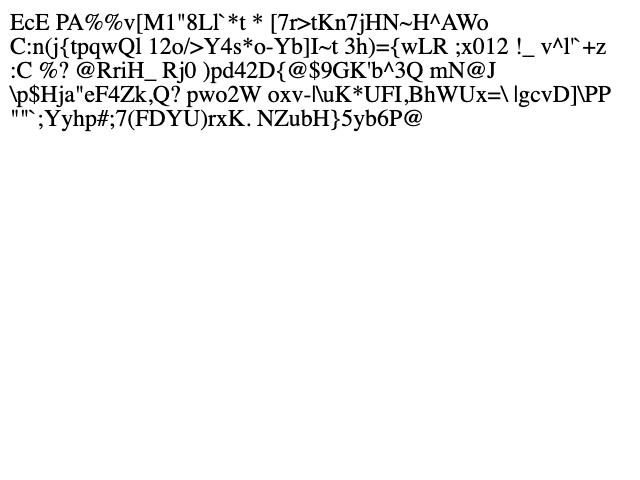 EcE PA%%v[M1"8Ll`*t * [7r>tKn7jHN~H^AWo
C:n(j{tpqwQl 12o/>Y4s*o-Yb]I~t 3h)={wLR ;x012 !_ v^l'`+z
:C %? @RriH_ Rj0 )pd42D{@$9GK'b^3Q mN@J
\p$Hja"eF4Zk,Q? pwo2W oxv-|\uK*UFI,BhWUx=\ |gcvD]\PP
""`;Yyhp#;7(FDYU)rxK. NZubH}5yb6P@